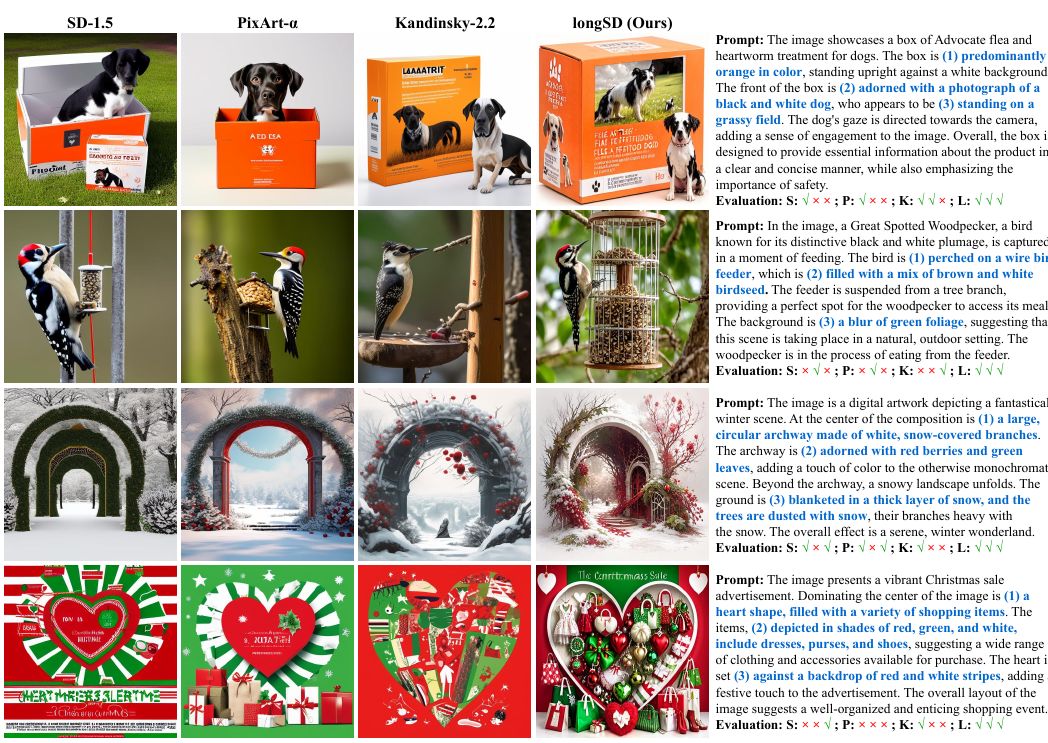 SD-1.5 PixArt-α Kandinsky-2.2 longSD (Ours)
Prompt: The image showcases a box of Advocate flea and
heartworm treatment for dogs. The box is (1) predominantly
orange in color, standing upright against a white background
The front of the box is (2) adorned with a photograph of a
black and white dog, who appears to be (3) standing on a
grassy field. The dog's gaze is directed towards the camera,
adding a sense of engagement to the image. Overall, the box i
designed to provide essential information about the product in
a clear and concise manner, while also emphasizing the
importance of safety.
Evaluation: S: √ × × ; P: √ × × ; K: √ √ × ; L: √ √ √
LAAATRIT
Prompt: In the image, a Great Spotted Woodpecker, a bird
known for its distinctive black and white plumage, is captured
in a moment of feeding. The bird is (1) perched on a wire bir
feeder, which is (2) filled with a mix of brown and white
birdseed. The feeder is suspended from a tree branch,
providing a perfect spot for the woodpecker to access its meal
The background is (3) a blur of green foliage, suggesting tha
this scene is taking place in a natural, outdoor setting. The
woodpecker is in the process of eating from the feeder.
Evaluation: S: × √ × ; P: × √ × ; K: × × √ ; L: √ √ √
Prompt: The image is a digital artwork depicting a fantastical
winter scene. At the center of the composition is (1) a large,
circular archway made of white, snow-covered branches.
The archway is (2) adorned with red berries and green
leaves, adding a touch of color to the otherwise monochromat
scene. Beyond the archway, a snowy landscape unfolds. The
ground is (3) blanketed in a thick layer of snow, and the
trees are dusted with snow, their branches heavy with
the snow. The overall effect is a serene, winter wonderland.
Evaluation: S: √ × √ ; P: √ × √ ; K: √ × × ; L: √ √ √
Prompt: The image presents a vibrant Christmas sale
advertisement. Dominating the center of the image is (1) a
heart shape, filled with a variety of shopping items. The
items, (2) depicted in shades of red, green, and white,
include dresses, purses, and shoes, suggesting a wide range
of clothing and accessories available for purchase. The heart i
set (3) against a backdrop of red and white stripes, adding
festive touch to the advertisement. The overall layout of the
image suggests a well-organized and enticing shopping event.
Evaluation: S: × × √ ; P: × × × ; K: √ × × ; L: √ √ √